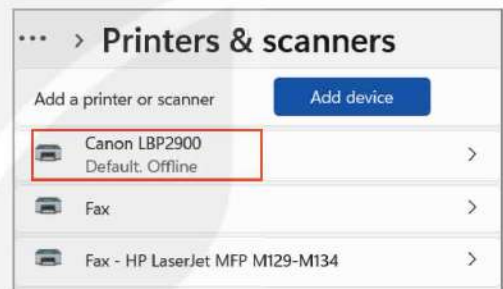 ... > Printers & scanners
Add a printer or scanner
Add device
Canon LBP2900
Default. Offline
Fax
Fax - HP LaserJet MFP M129-M134